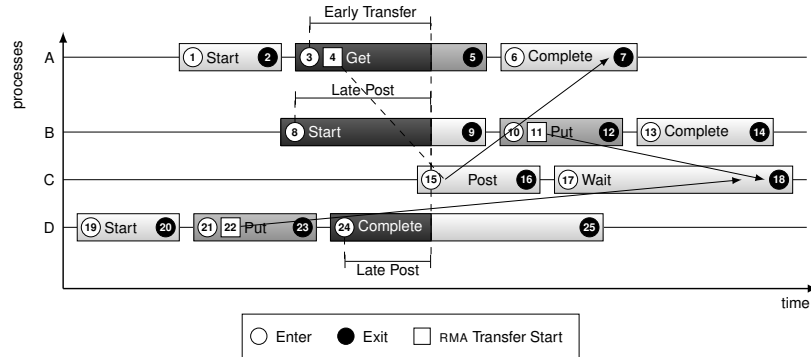 Early Transfer
processes
A
1 Start 2
3 4 Get 5
6 Complete 7
Late Post
B
8 Start 9
10 11 Put 12
13 Complete 14
C
15 Post 16
17 Wait 18
D
19 Start 20
21 22 Put 23
24 Complete 25
Late Post
time
Enter
Exit
RMA Transfer Start